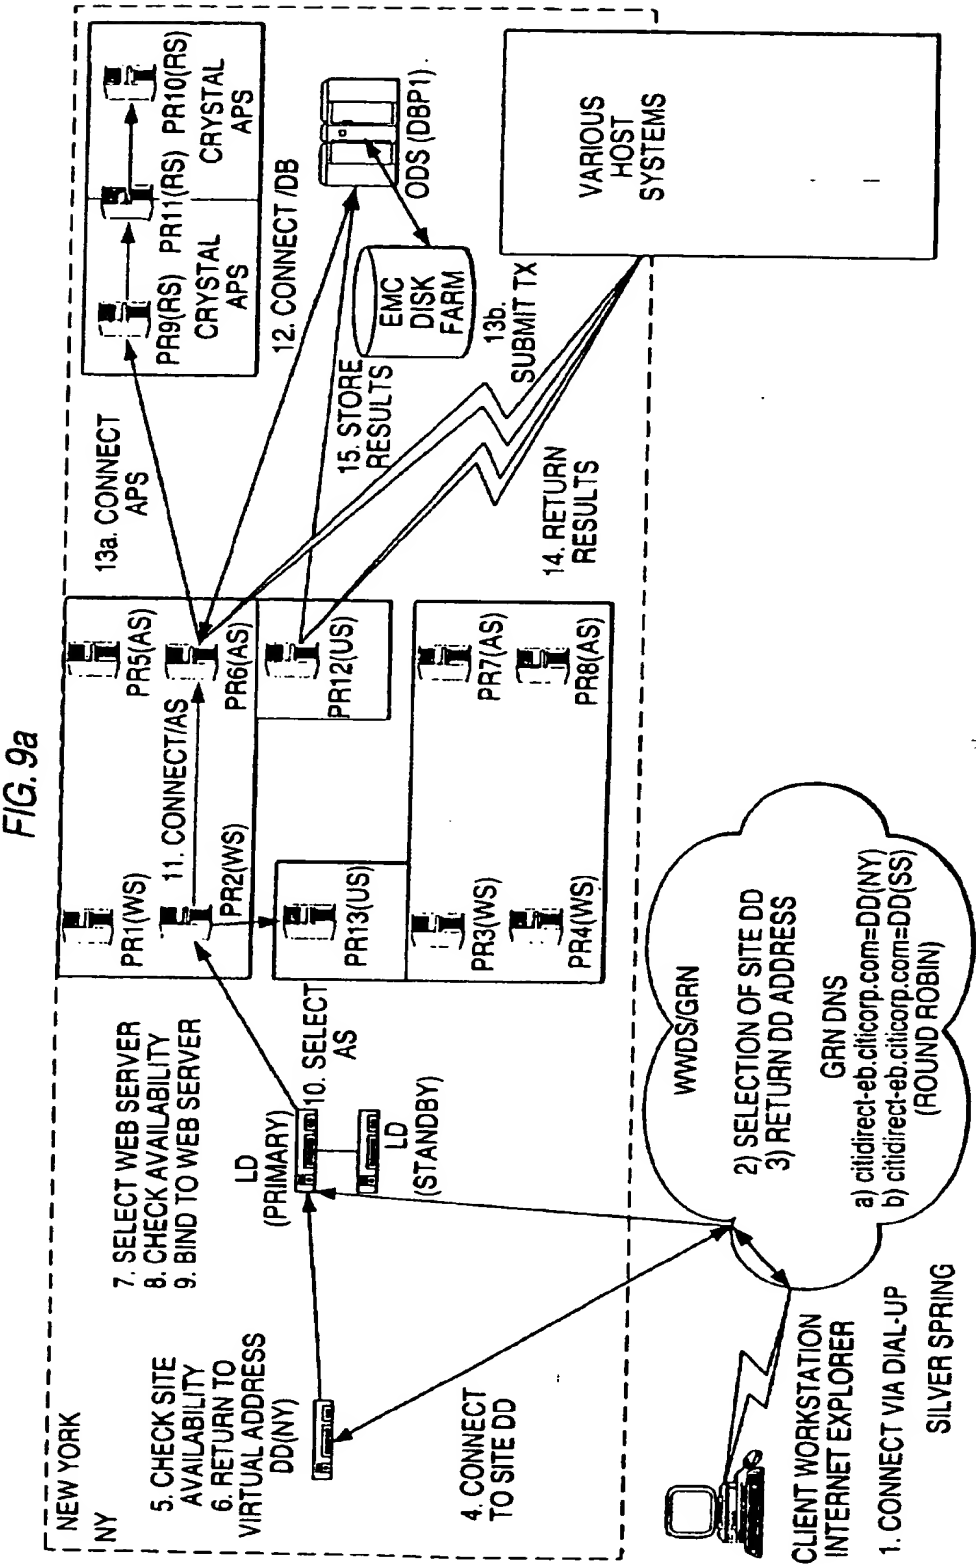 FIG. 9a
NEW YORK
NY
5. CHECK SITE
AVAILABILITY
6. RETURN TO
VIRTUAL ADDRESS
DD(NY)
4. CONNECT
TO SITE DD
7. SELECT WEB SERVER
8. CHECK AVAILABILITY
9. BIND TO WEB SERVER
LD
(PRIMARY)
10. SELECT
AS
LD
(STANDBY)
PR1(WS)
PR2(WS)
11. CONNECT/AS
PR5(AS)
PR6(AS)
PR13(US)
PR12(US)
PR3(WS)
PR4(WS)
PR7(AS)
PR8(AS)
13a. CONNECT
APS
PR9(RS) PR11(RS) PR10(RS)
CRYSTAL
APS
CRYSTAL
APS
12. CONNECT /DB
ODS (DBP1).
15. STORE
RESULTS
EMC
DISK
FARM
13b.
SUBMIT TX
14. RETURN
RESULTS
VARIOUS
HOST
SYSTEMS
CLIENT WORKSTATION
INTERNET EXPLORER
1. CONNECT VIA DIAL-UP
SILVER SPRING
WWDS/GRN
2) SELECTION OF SITE DD
3) RETURN DD ADDRESS
GRN DNS
a) citidirect-eb.citicorp.com=DD(NY)
b) citidirect-eb.citicorp.com=DD(SS)
(ROUND ROBIN)